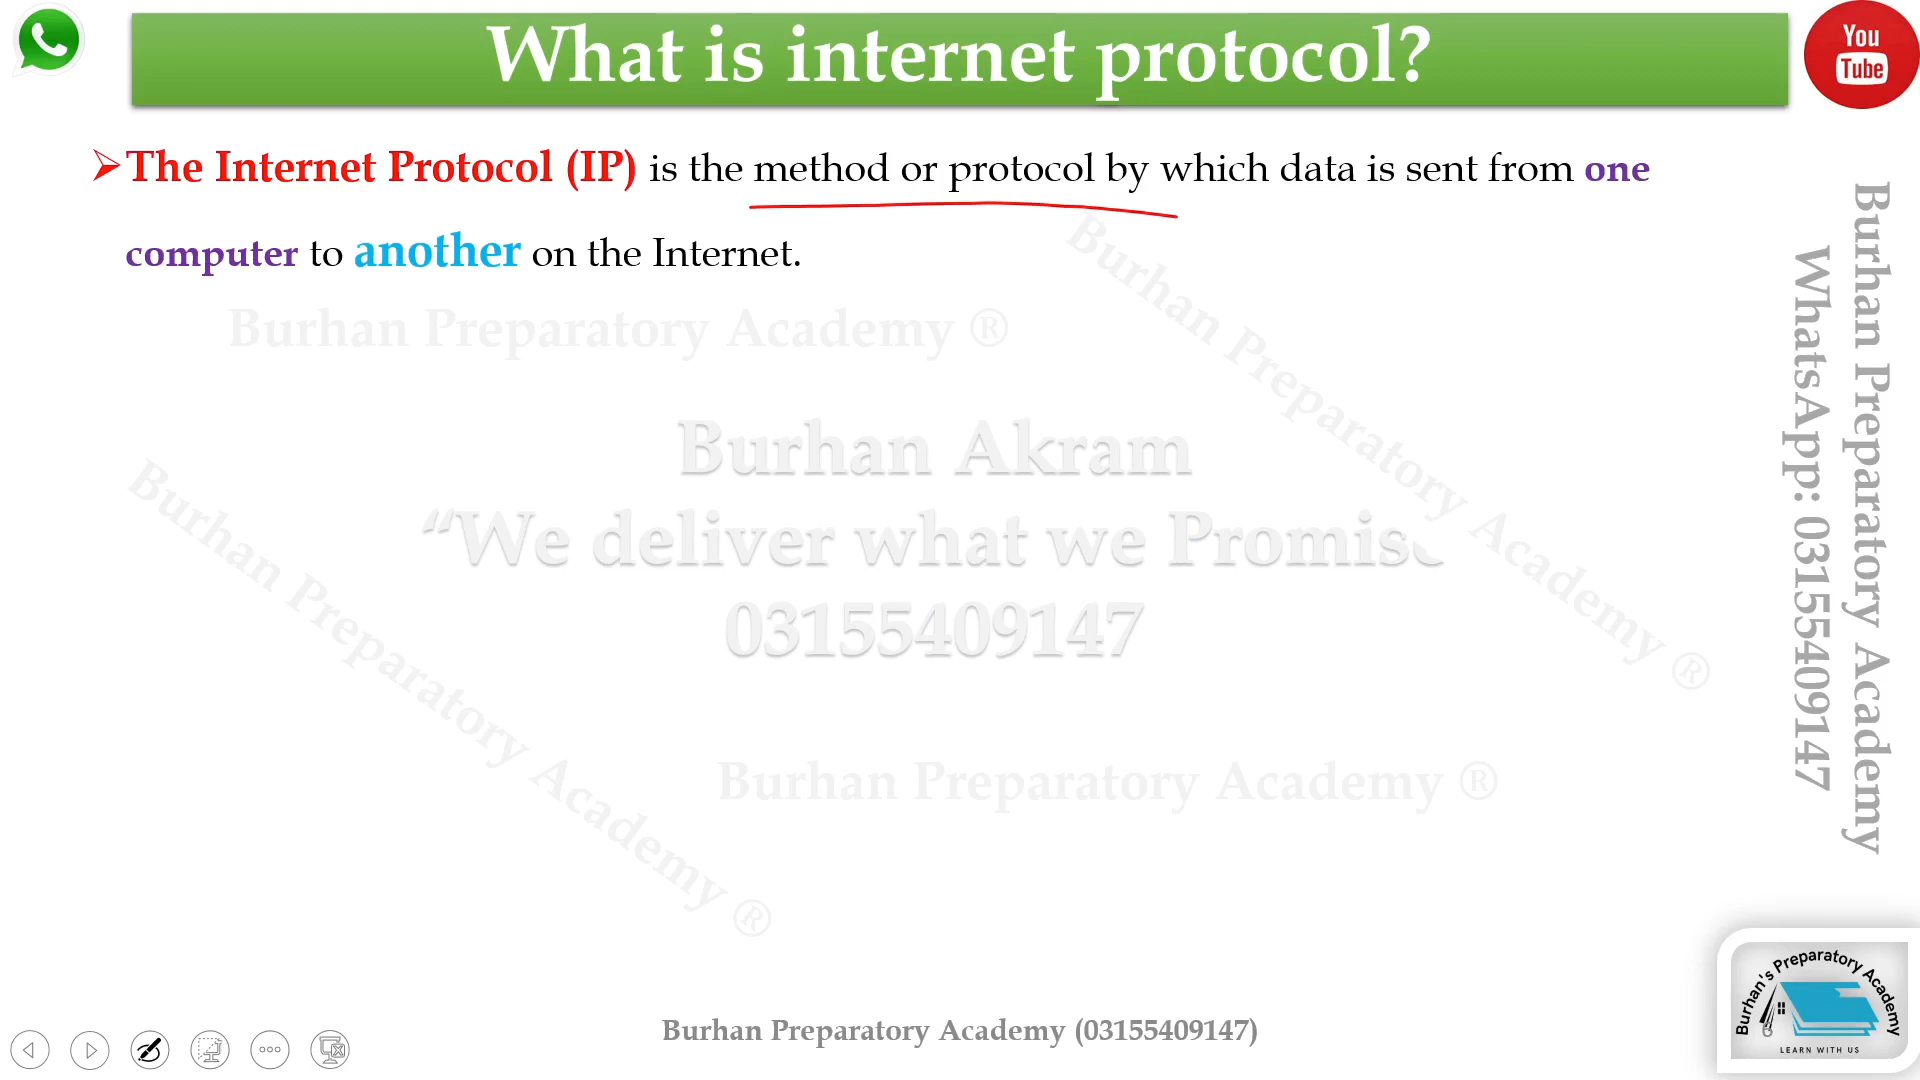 What is internet protocol?
You
Tube
➢The Internet Protocol (IP) is the method or protocol by which data is sent from one
computer to another on the Internet.
Burhan Preparatory Academy ®
Burhan Preparatory Academy ®
Burhan Akram
“We deliver what we Promise
03155409147
Burhan Preparatory Academy ®
Burhan Preparatory Academy ®
Burhan Preparatory Academy
WhatsApp: 03155409147
Burhan's Preparatory Academy
LEARN WITH US
Burhan Preparatory Academy (03155409147)